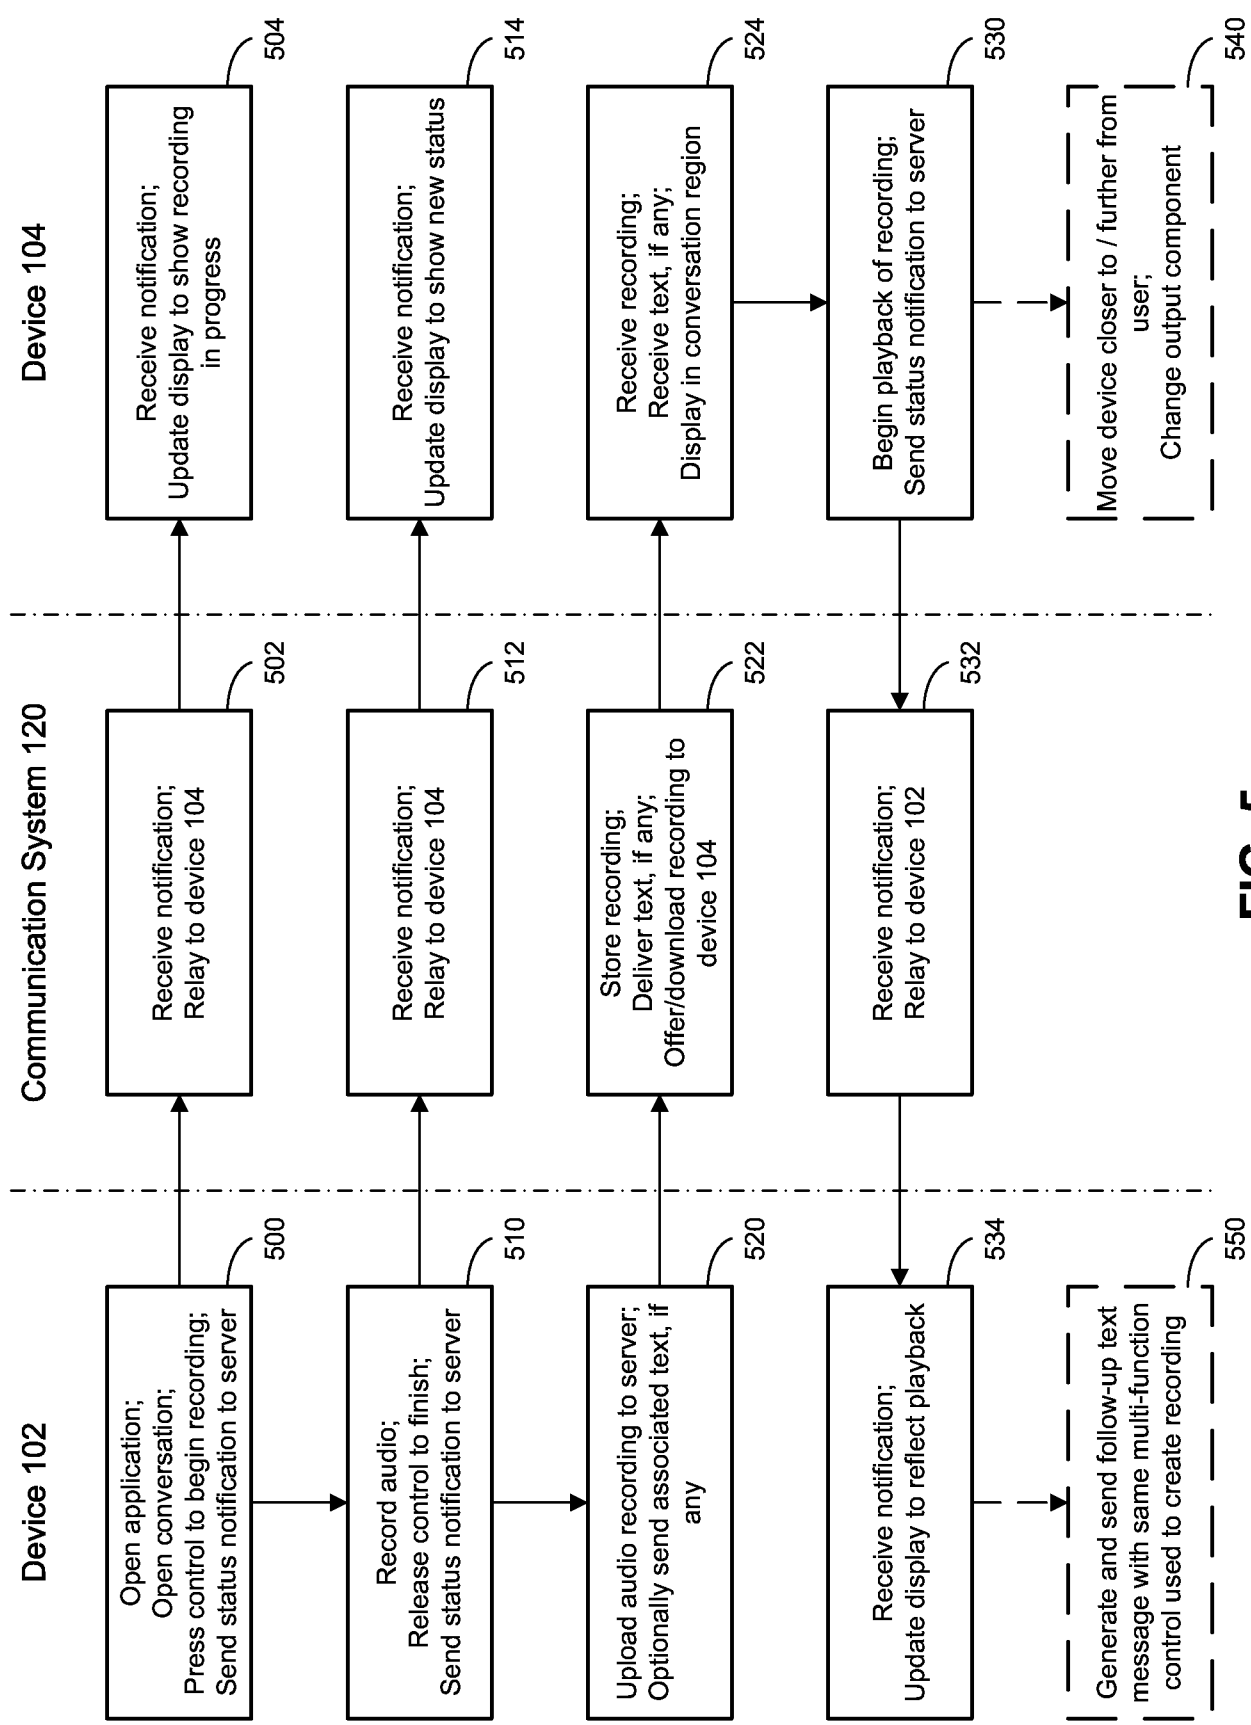 Device 102
Communication System 120
Device 104
Open application;
Open conversation;
Press control to begin recording;
Send status notification to server
500
Receive notification;
Relay to device 104
502
Receive notification;
Update display to show recording
in progress
504
Record audio;
Release control to finish;
Send status notification to server
510
Receive notification;
Relay to device 104
512
Receive notification;
Update display to show new status
514
Upload audio recording to server;
Optionally send associated text, if
any
520
Store recording;
Deliver text, if any;
Offer/download recording to
device 104
522
Receive recording;
Receive text, if any;
Display in conversation region
524
Receive notification;
Update display to reflect playback
534
Receive notification;
Relay to device 102
532
Begin playback of recording;
Send status notification to server
530
Generate and send follow-up text
message with same multi-function
control used to create recording
550
Move device closer to / further from
user;
Change output component
540